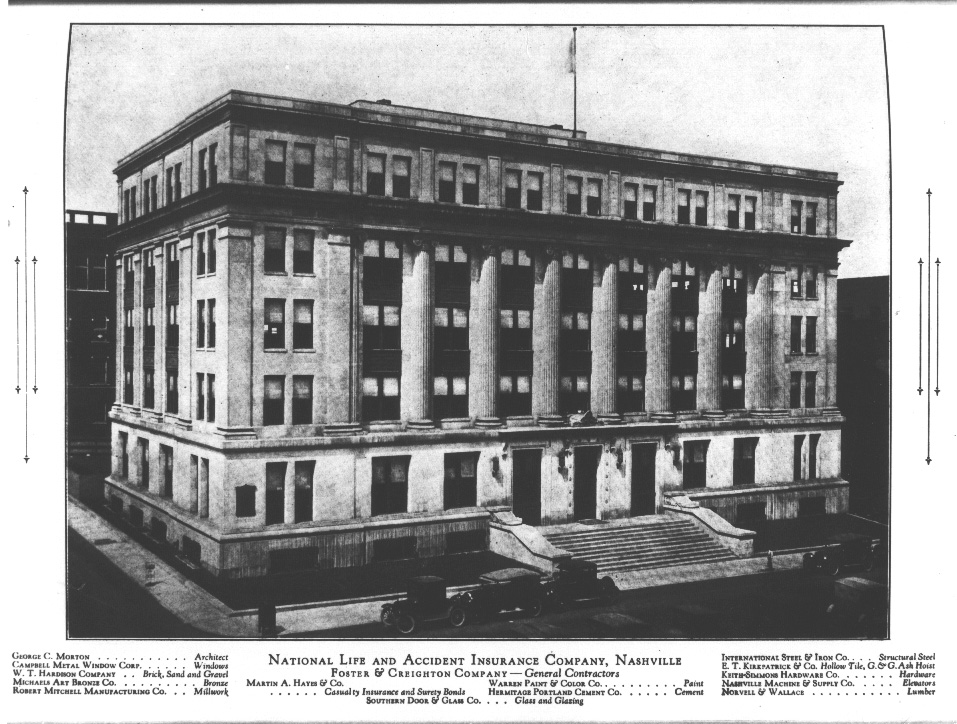 George C. Morton . . . . . . . . . . . . Architect
Campbell Metal Window Corp. . . . . . . Windows
W. T. Hardison Company . . Brick, Sand and Gravel
Michaels Art Bronze Co. . . . . . . . . Bronze
Robert Mitchell Manufacturing Co. . . . Millwork
National Life and Accident Insurance Company, Nashville
Foster & Creighton Company — General Contractors
Martin A. Hayes & Co.
. . . . . . . Casualty Insurance and Surety Bonds
Warren Paint & Color Co. . . . . . . . . Paint
Hermitage Portland Cement Co. . . . . . . Cement
Southern Door & Glass Co. . . . . Glass and Glazing
International Steel & Iron Co. . . . Structural Steel
E. T. Kirkpatrick & Co. Hollow Tile, G. & G. Ash Hoist
Keith-Simmons Hardware Co. . . . . . . Hardware
Nashville Machine & Supply Co. . . . . Elevators
Norvell & Wallace . . . . . . . . . . . Lumber